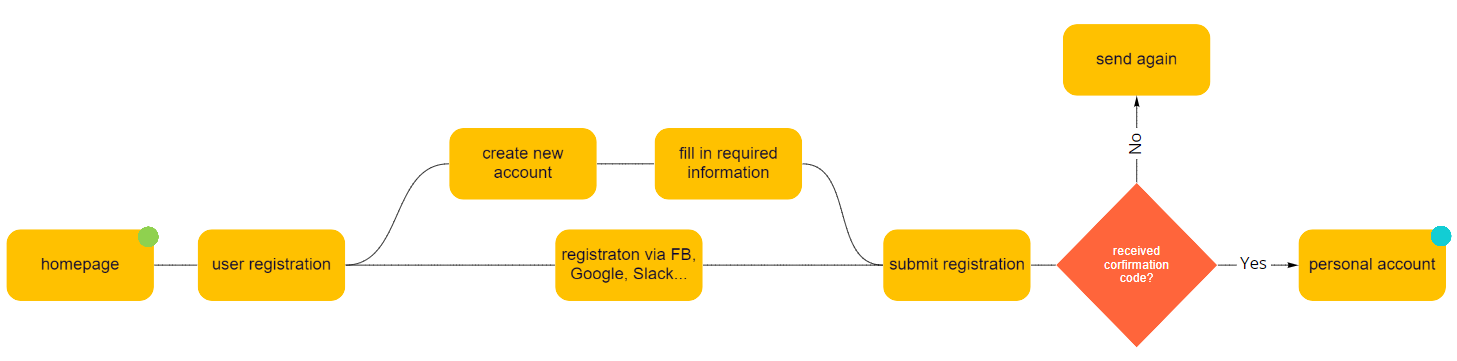 send again
No
create new
account
fill in required
information
homepage
user registration
registraton via FB,
Google, Slack...
submit registration
received
corfirmation
code?
Yes
personal account